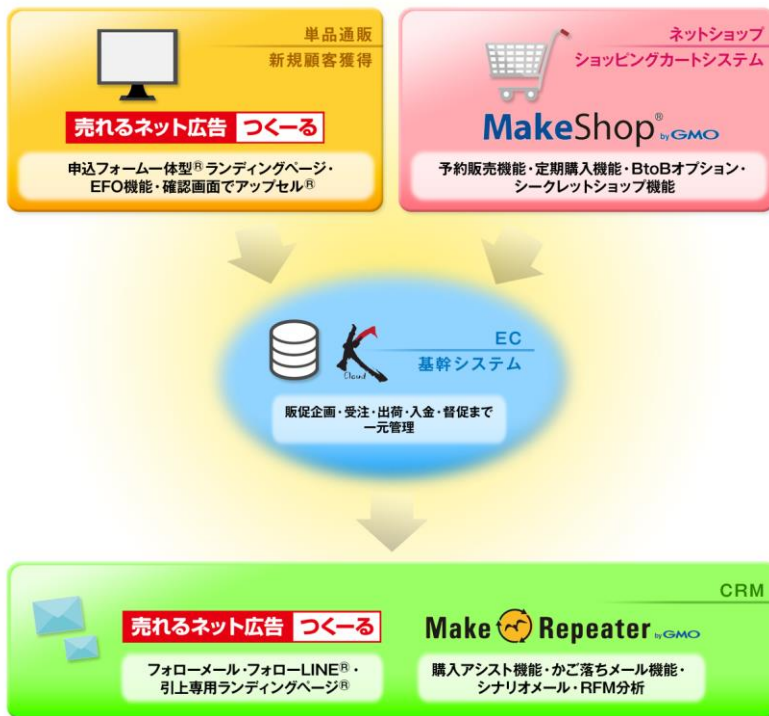 単品通販
新規顧客獲得
売れるネット広告 つくーる
申込フォーム一体型®ランディングページ・
EFO機能・確認画面でアップセル®
ネットショップ
ショッピングカートシステム
MakeShop® byGMO
予約販売機能・定期購入機能・BtoBオプション・
シークレットショップ機能
K
Cloud
EC
基幹システム
販促企画・受注・出荷・入金・督促まで
一元管理
CRM
売れるネット広告 つくーる
フォローメール・フォローLINE®・
引上専用ランディングページ®
Make Repeater byGMO
購入アシスト機能・かご落ちメール機能・
シナリオメール・RFM分析